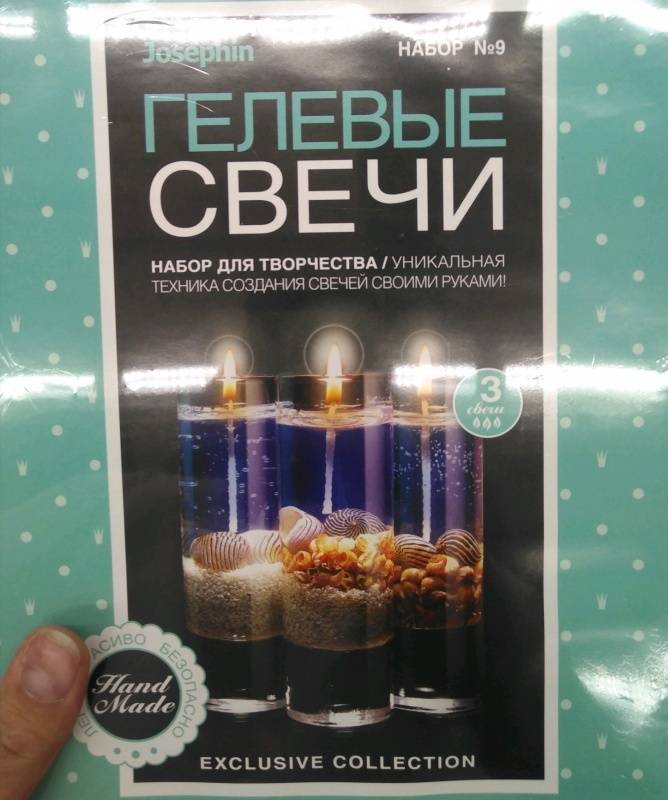 Josephin
НАБОР №9
ГЕЛЕВЫЕ
СВЕЧИ
НАБОР ДЛЯ ТВОРЧЕСТВА / УНИКАЛЬНАЯ
ТЕХНИКА СОЗДАНИЯ СВЕЧЕЙ СВОИМИ РУКАМИ!
3
свечи
БЕЗОПАСНО
Hand
Made
EXCLUSIVE COLLECTION